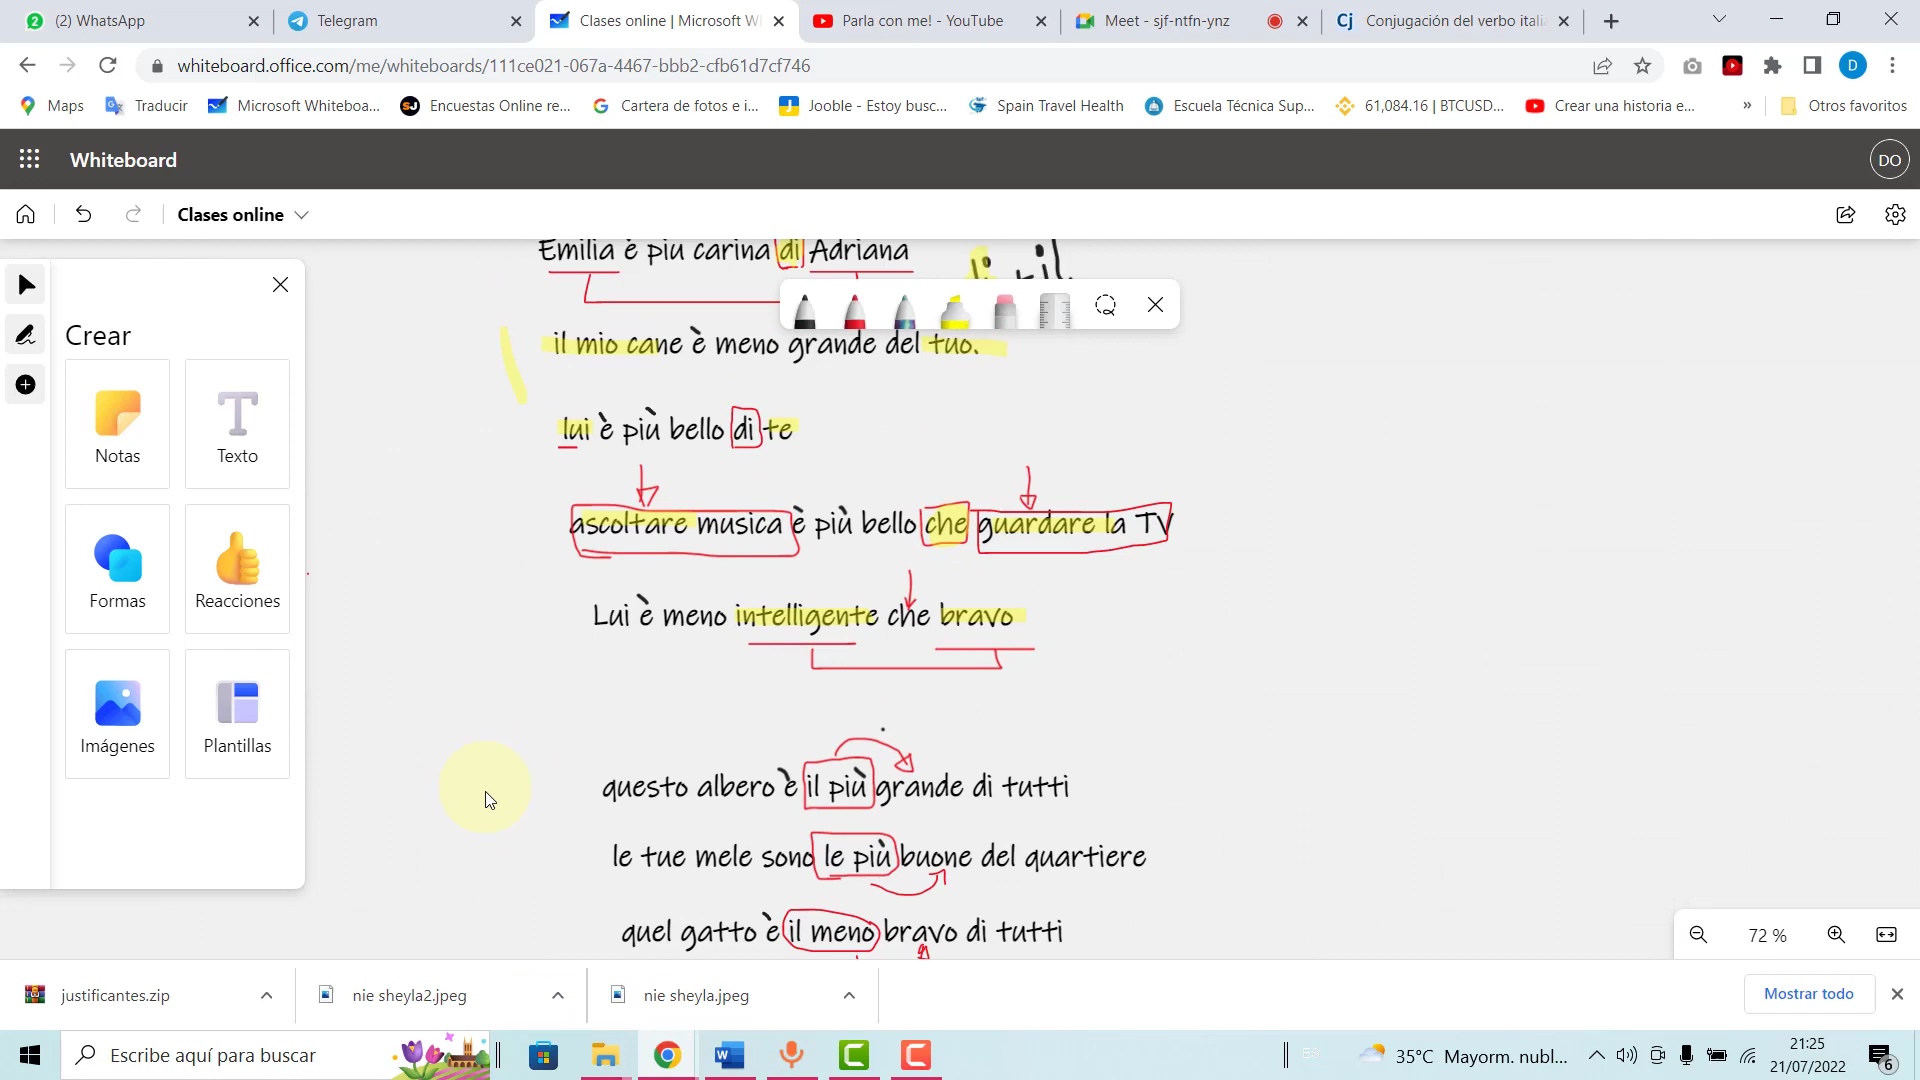 (2) WhatsApp
Telegram
Clases online | Microsoft W
Parla con me! - YouTube
Meet - sjf-ntfn-ynz
Cj Conjugación del verbo itali
whiteboard.office.com/me/whiteboards/111ce021-067a-4467-bbb2-cfb61d7cf746
D
Maps
Traducir
Microsoft Whiteboa...
SJ Encuestas Online re...
Cartera de fotos e i...
Jooble - Estoy busc...
Spain Travel Health
Escuela Técnica Sup...
61,084.16 | BTCUSD...
Crear una historia e...
»
Otros favoritos
Whiteboard
DO
Clases online
Crear
Notas
Texto
Formas
Reacciones
Imágenes
Plantillas
Emilia è più carina di Adriana
il mio cane è meno grande del tuo.
lui è più bello di te
ascoltare musica è più bello che guardare la TV
Lui è meno intelligente che bravo
questo albero è il più grande di tutti
le tue mele sono le più buone del quartiere
quel gatto è il meno bravo di tutti
72 %
justificantes.zip
nie sheyla2.jpeg
nie sheyla.jpeg
Mostrar todo
Escribe aquí para buscar
35°C Mayorm. nubl...
21:25
21/07/2022
6